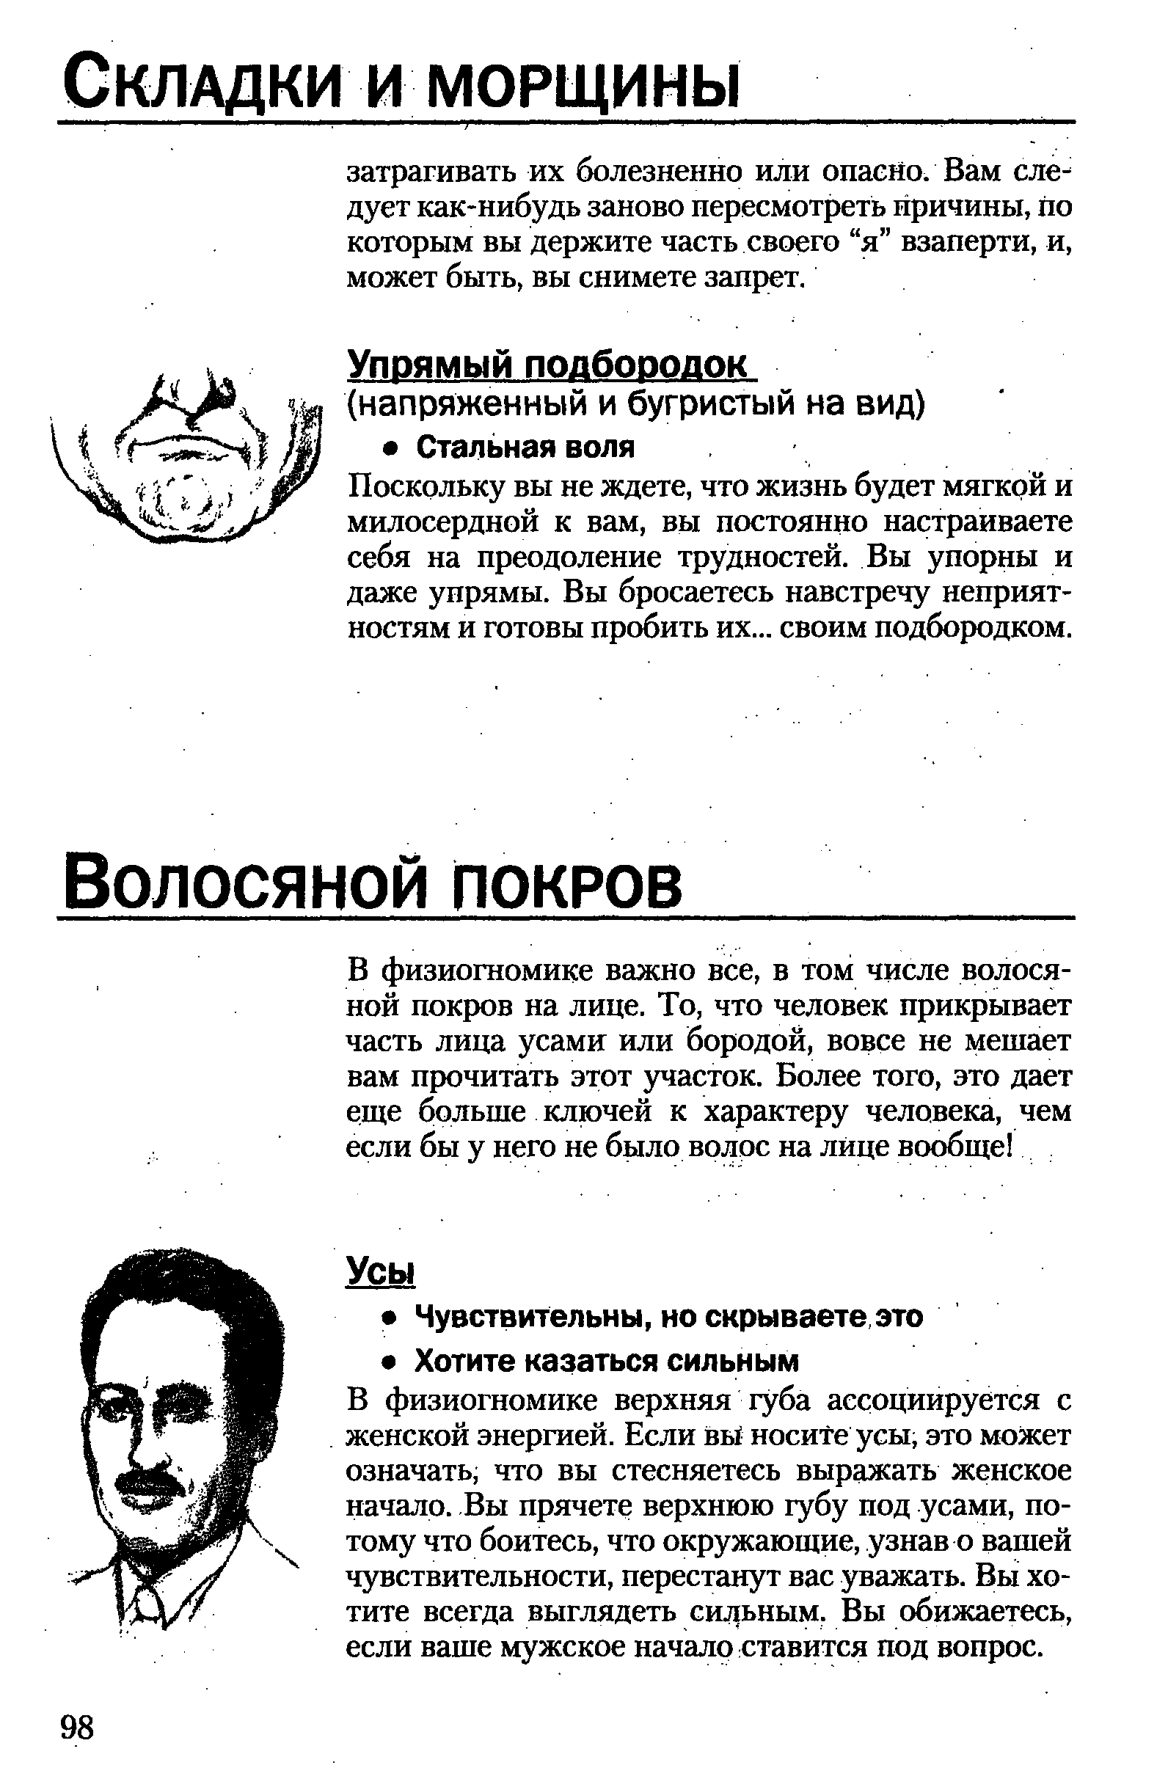 Складки и морщины
затрагивать их болезненно или опасно. Вам сле-
дует как-нибудь заново пересмотреть причины, по
которым вы держите часть своего “я” взаперти, и,
может быть, вы снимете запрет.
Упрямый подбородок
(напряженный и бугристый на вид)
• Стальная воля
Поскольку вы не ждете, что жизнь будет мягкой и
милосердной к вам, вы постоянно настраиваете
себя на преодоление трудностей. Вы упорны и
даже упрямы. Вы бросаетесь навстречу неприят-
ностям и готовы пробить их... своим подбородком.
Волосяной покров
В физиогномике важно все, в том числе волося-
ной покров на лице. То, что человек прикрывает
часть лица усами или бородой, вовсе не мешает
вам прочитать этот участок. Более того, это дает
еще больше ключей к характеру человека, чем
если бы у него не было волос на лице вообще!
Усы
• Чувствительны, но скрываете это
• Хотите казаться сильным
В физиогномике верхняя губа ассоциируется с
женской энергией. Если вы носите усы, это может
означать, что вы стесняетесь выражать женское
начало. Вы прячете верхнюю губу под усами, по-
тому что боитесь, что окружающие, узнав о вашей
чувствительности, перестанут вас уважать. Вы хо-
тите всегда выглядеть сильным. Вы обижаетесь,
если ваше мужское начало ставится под вопрос.
98